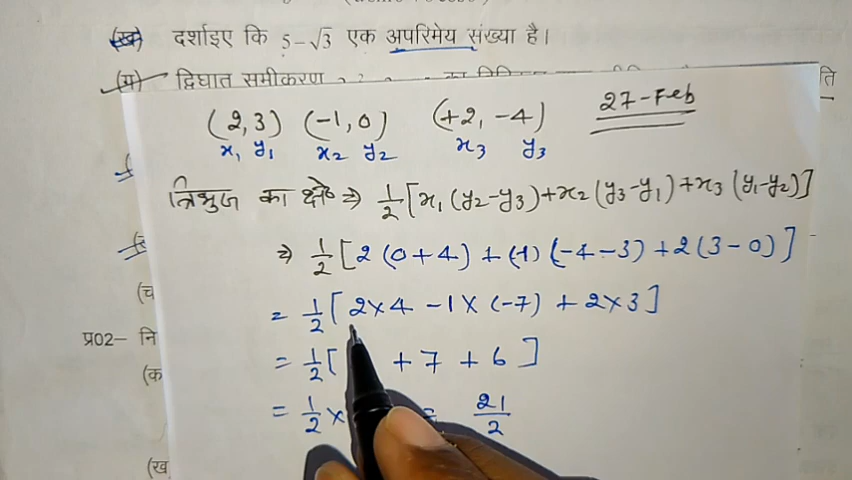 (ख) दर्शाइए कि 5-√3 एक अपरिमेय संख्या है।
(ग) द्विघात समीकरण
(2,3) (-1,0) (+2,-4) 27-Feb
x₁ y₁ x₂ y₂ x₃ y₃
त्रिभुज का क्षे० ⇒ 1/2 [x₁(y₂-y₃)+x₂(y₃-y₁)+x₃(y₁-y₂)]
⇒ 1/2 [2(0+4) + (-1)(-4-3) + 2(3-0)]
= 1/2 [2×4 -1×(-7) + 2×3]
= 1/2 [ +7 + 6]
= 1/2 × = 21/2
(च
प्र02- नि
(क
(ख